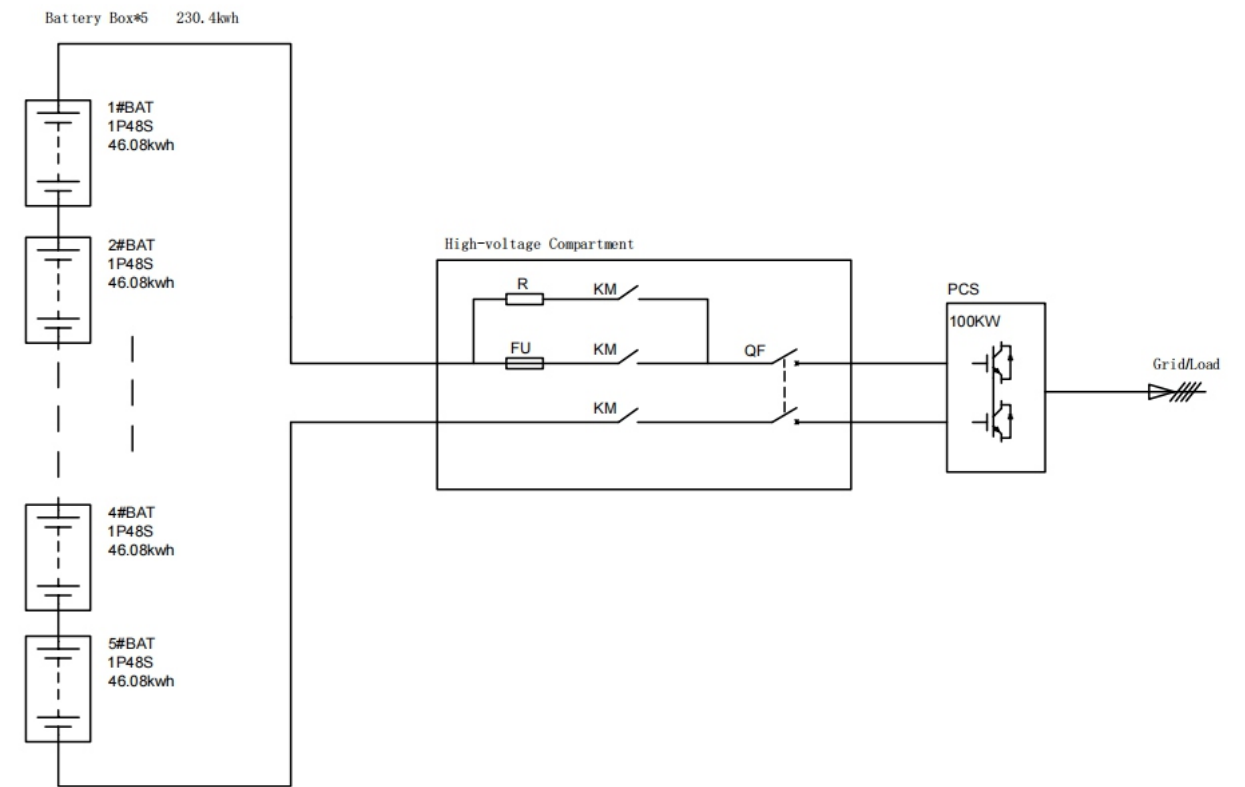 Battery Box*5 230.4kwh
1#BAT
1P48S
46.08kwh
2#BAT
1P48S
46.08kwh
4#BAT
1P48S
46.08kwh
5#BAT
1P48S
46.08kwh
High-voltage Compartment
R
KM
FU
KM
QF
KM
PCS
100KW
Grid/Load